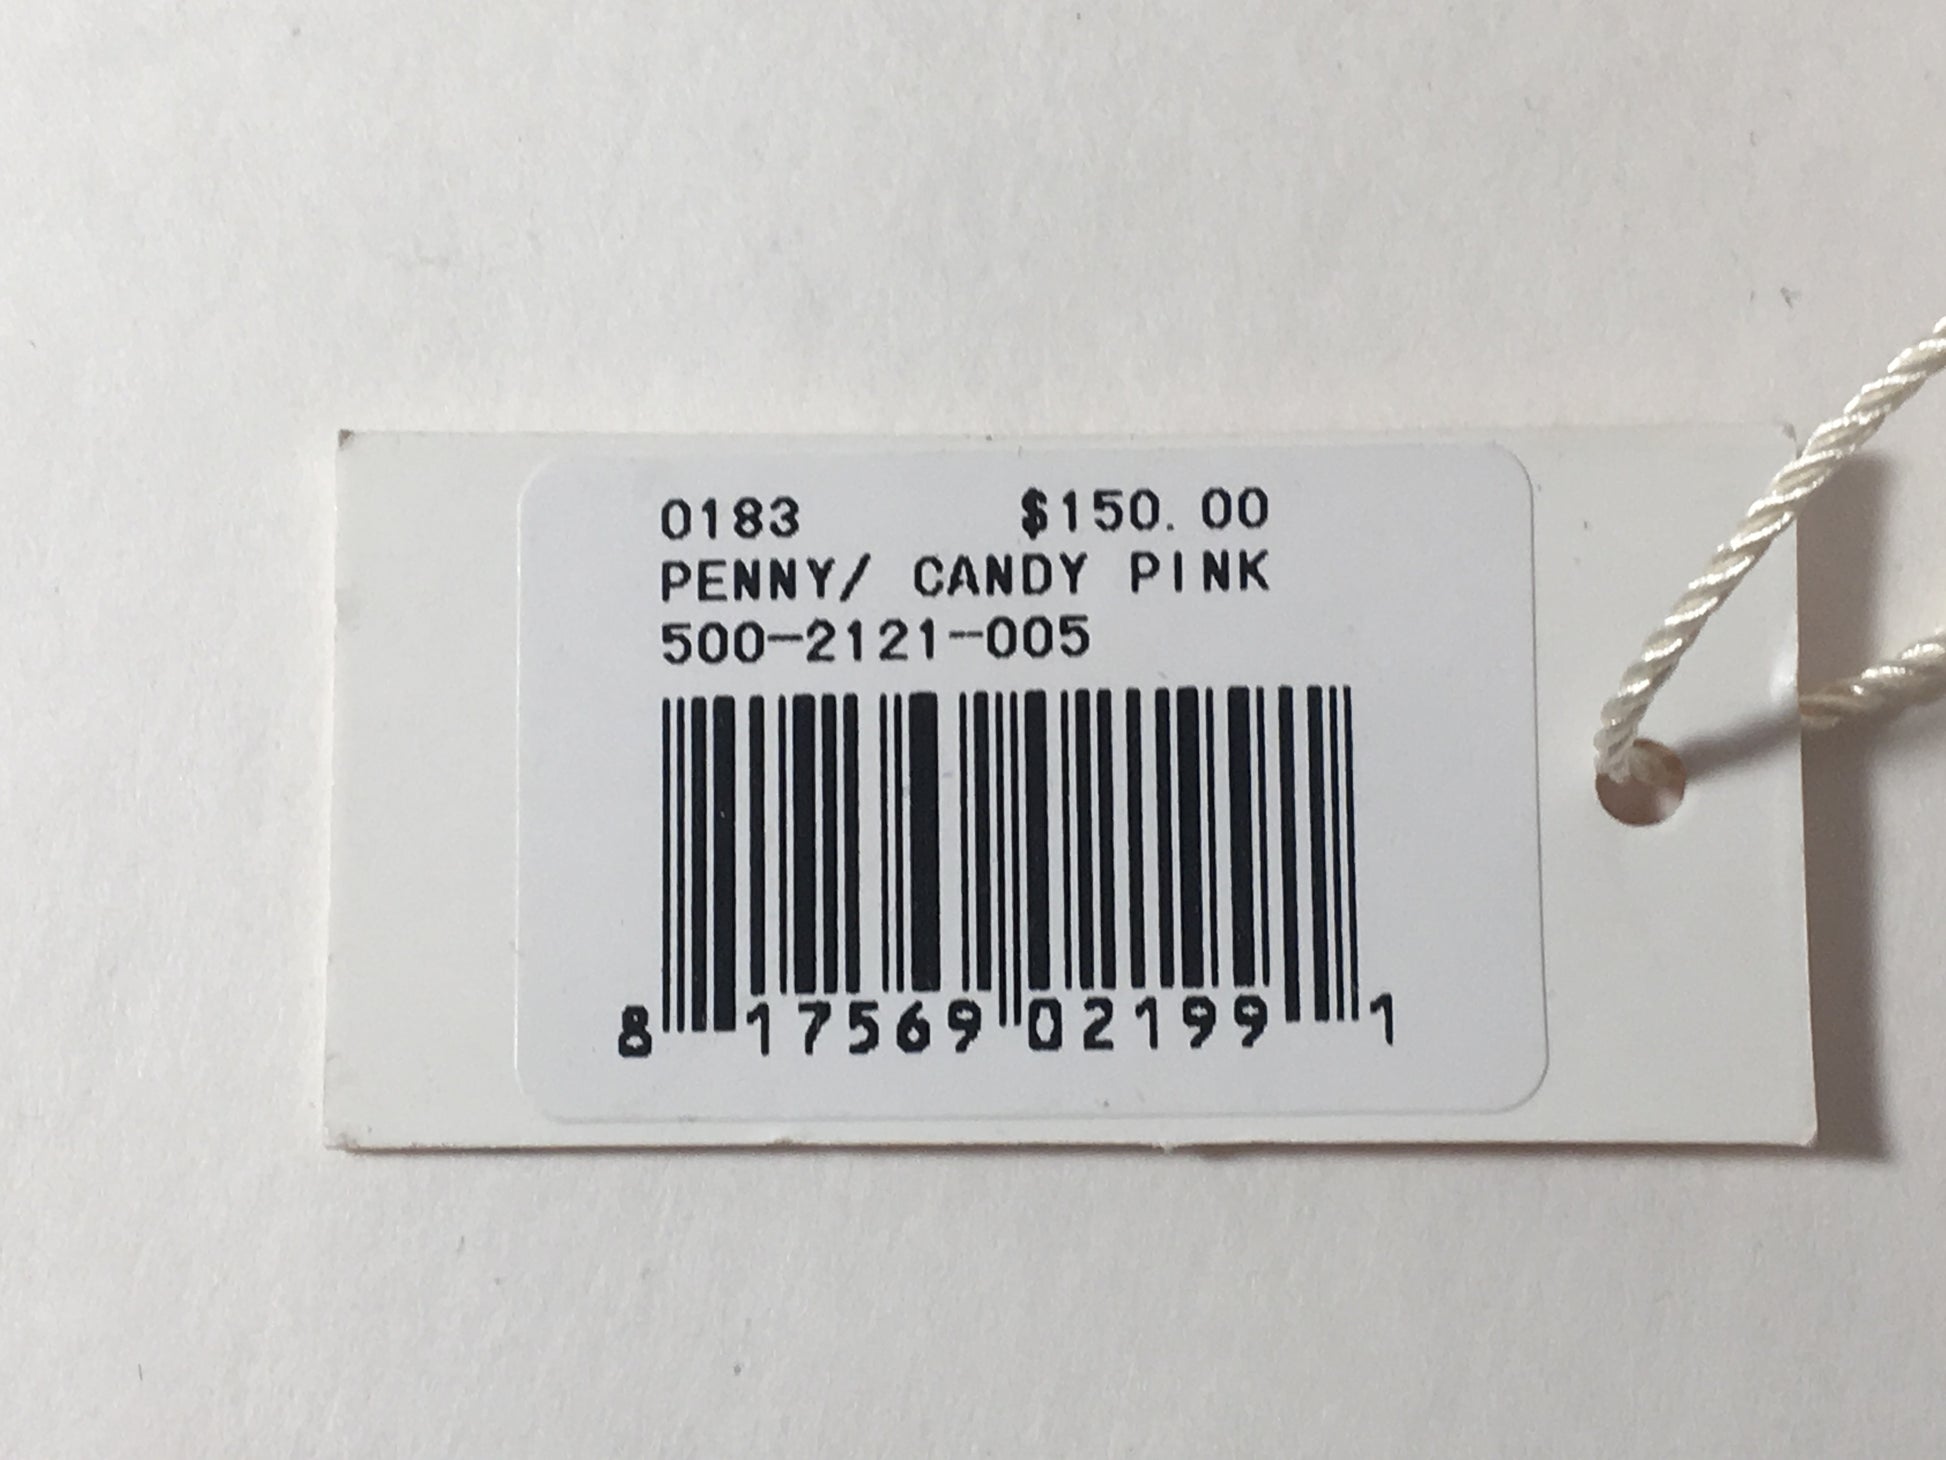 0183 $150.00
PENNY/ CANDY PINK
500-2121-005
8 17569 02199 1